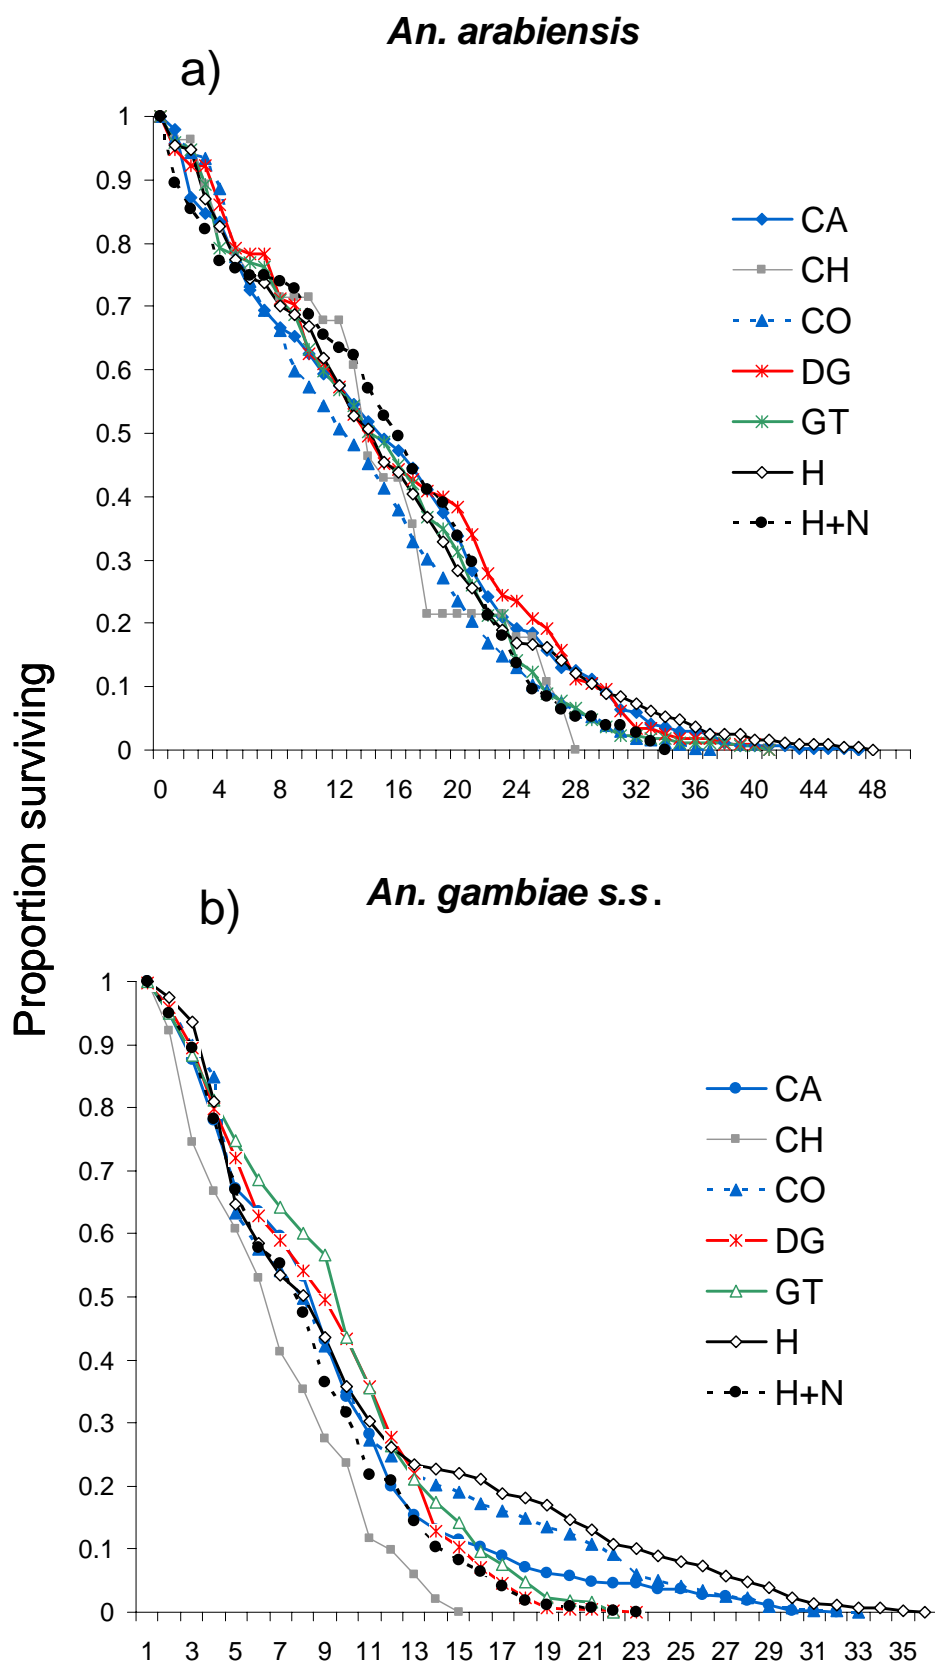 An. arabiensis
a)
1
0.9
0.8
0.7
0.6
0.5
0.4
0.3
0.2
0.1
0
0 4 8 12 16 20 24 28 32 36 40 44 48
CA
CH
CO
DG
GT
H
H+N
Proportion surviving
An. gambiae s.s.
b)
1
0.9
0.8
0.7
0.6
0.5
0.4
0.3
0.2
0.1
0
1 3 5 7 9 11 13 15 17 19 21 23 25 27 29 31 33 35
CA
CH
CO
DG
GT
H
H+N